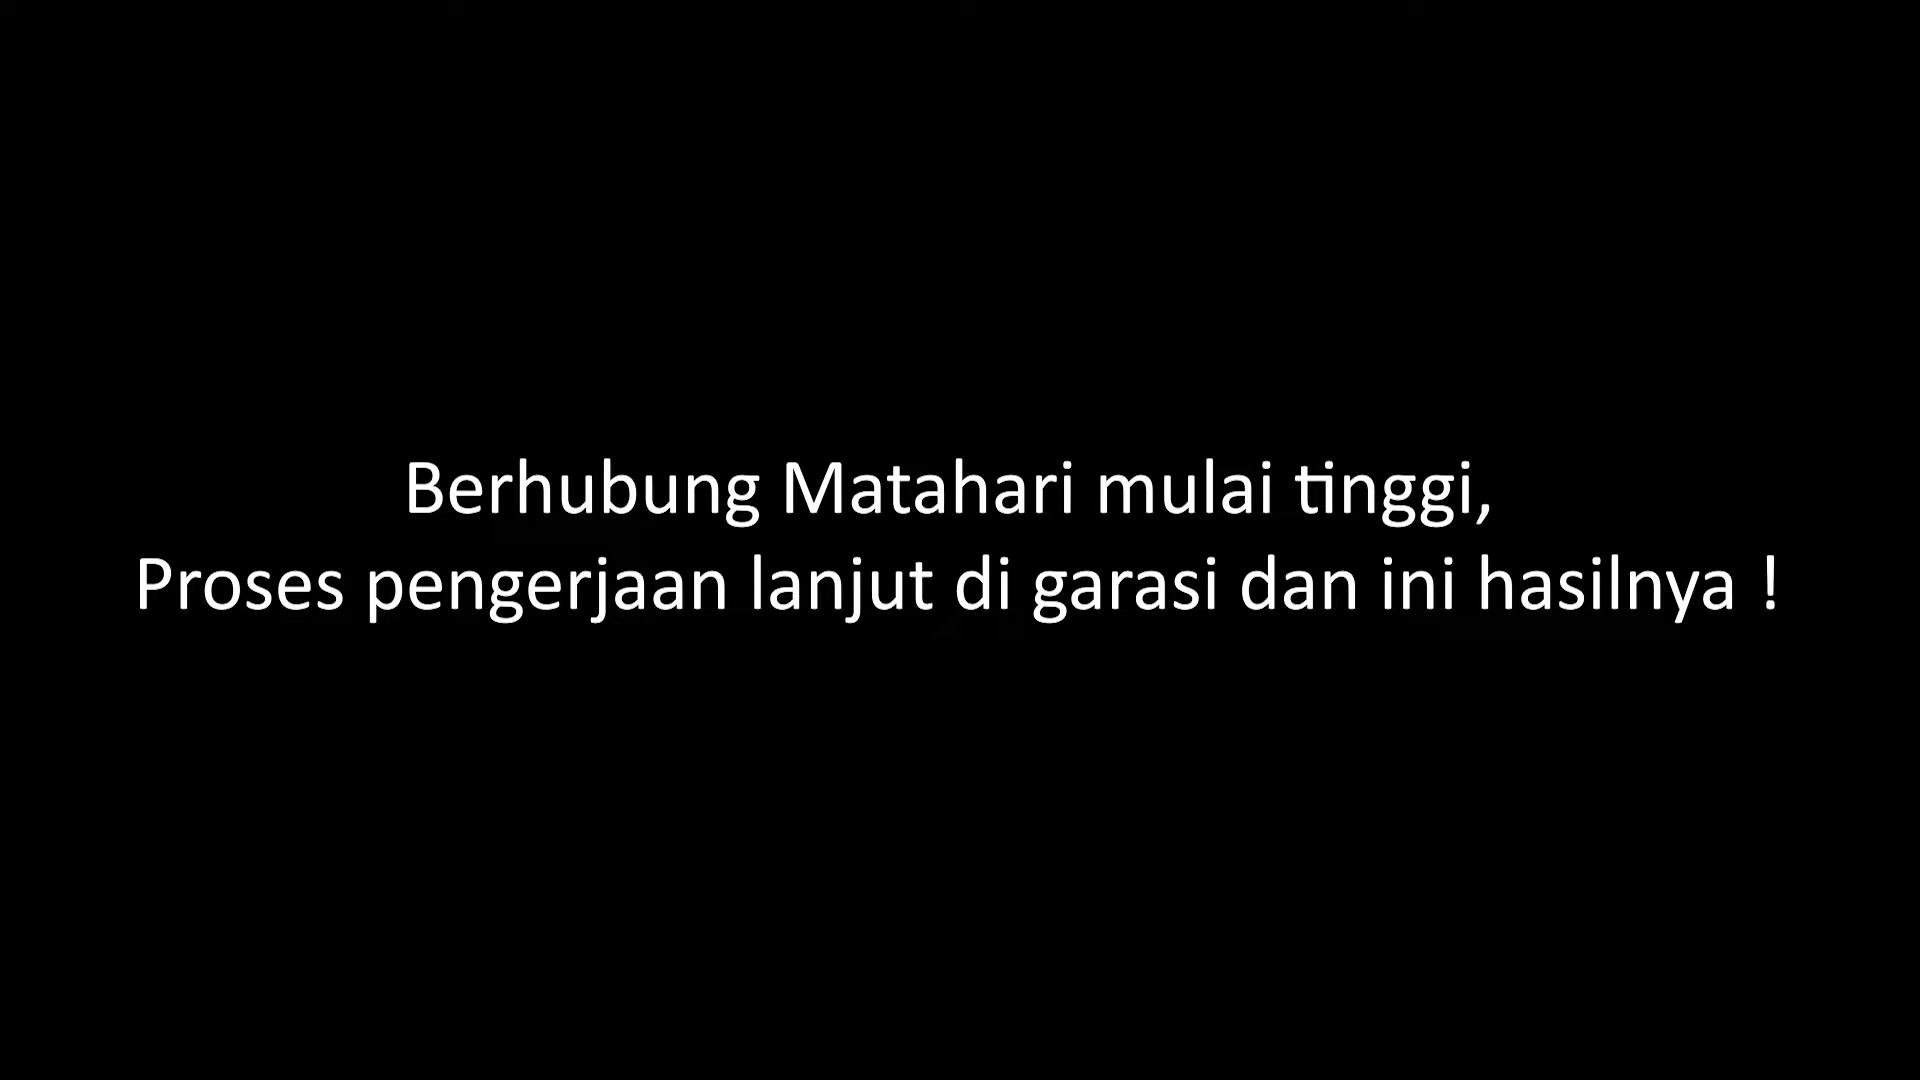 Berhubung Matahari mulai tinggi,
Proses pengerjaan lanjut di garasi dan ini hasilnya !